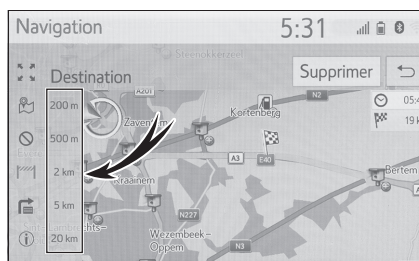 Navigation 5:31
Steenokkerzeel
Destination Supprimer
A201 N2
200 m 05:4
Zaventem Kortenberg
19 k
500 m
A3 E40
2 km Kraainem Bertem
5 km
N227
Wezembeek-
Oppem
20 km N3